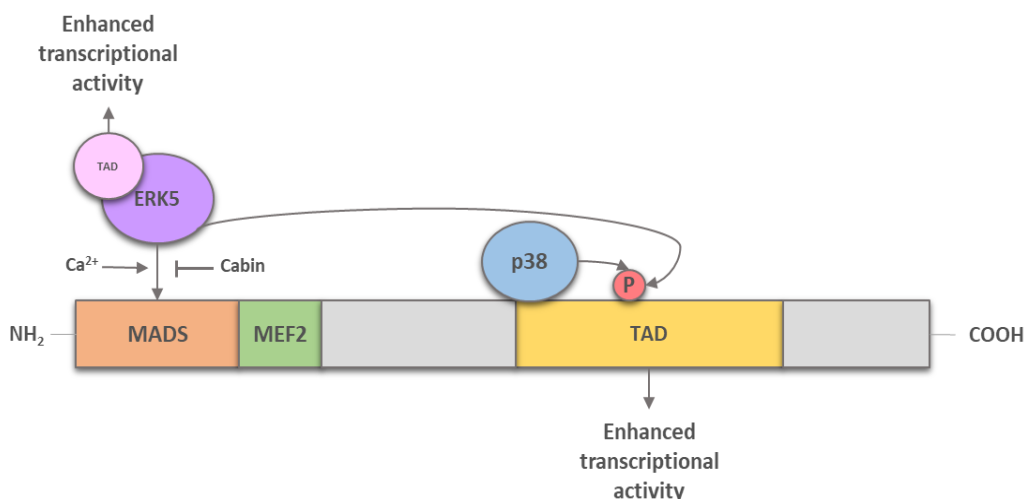 Enhanced
transcriptional
activity
TAD
ERK5
Ca²⁺
Cabin
p38
P
NH₂
MADS
MEF2
TAD
COOH
Enhanced
transcriptional
activity